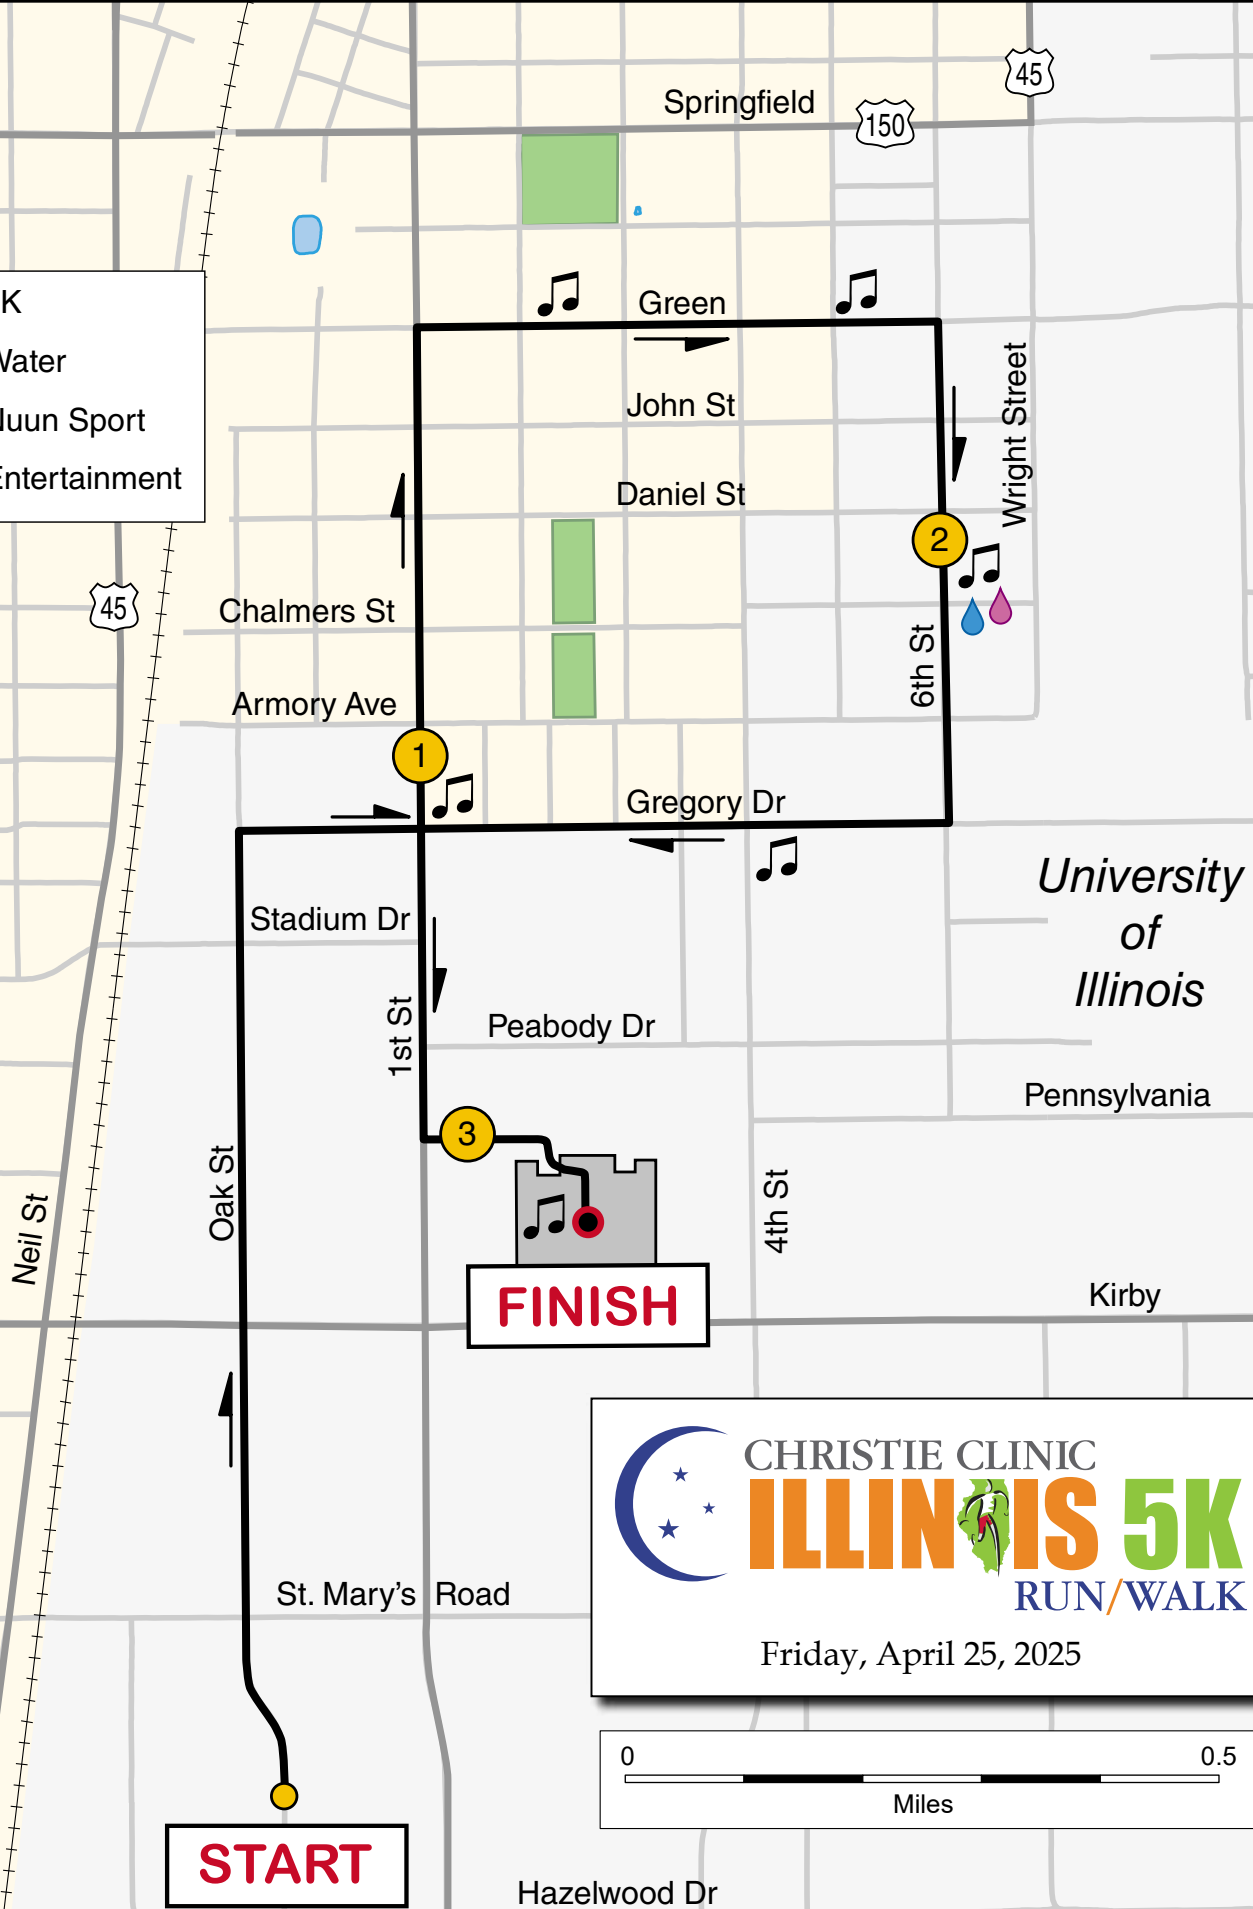 45
Springfield
150
Green
K
Water
Nuun Sport
Entertainment
John St
Wright Street
Daniel St
2
45
Chalmers St
6th St
Armory Ave
1
Gregory Dr
University
of
Illinois
Stadium Dr
1st St
Peabody Dr
Pennsylvania
3
Oak St
4th St
Neil St
FINISH
Kirby
CHRISTIE CLINIC
ILLINOIS 5K
RUN/WALK
Friday, April 25, 2025
St. Mary's Road
0 0.5
Miles
START
Hazelwood Dr